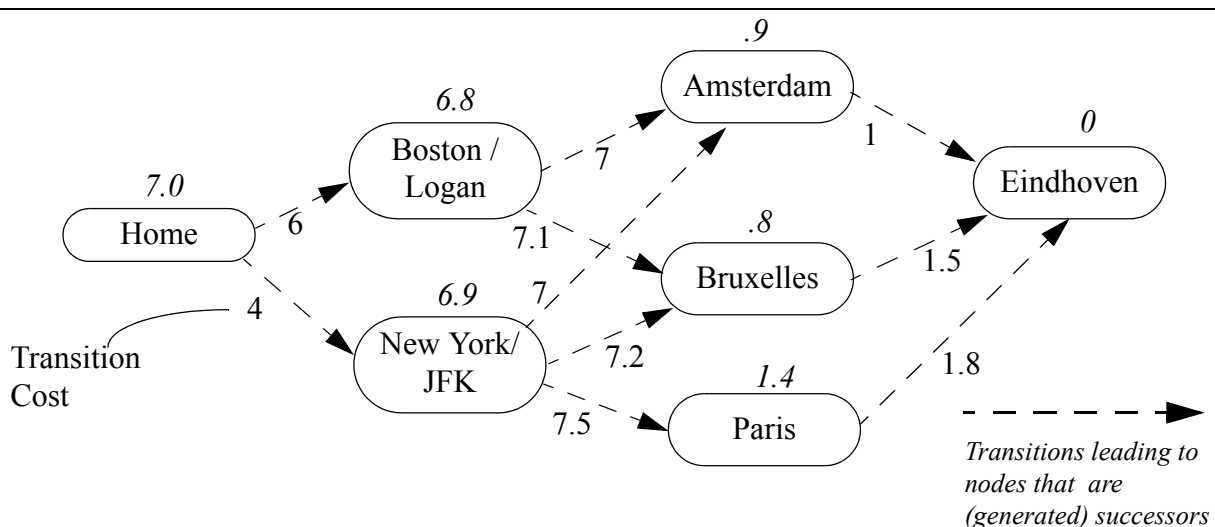 .9
Amsterdam
6.8
Boston /
Logan
7
1
0
Eindhoven
7.0
Home
6
7.1
.8
Bruxelles
1.5
4
6.9
New York/
JFK
7
7.2
7.5
1.4
Paris
1.8
Transition
Cost
Transitions leading to
nodes that are
(generated) successors